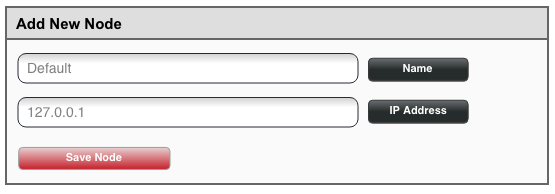 Add New Node
Default
Name
127.0.0.1
IP Address
Save Node